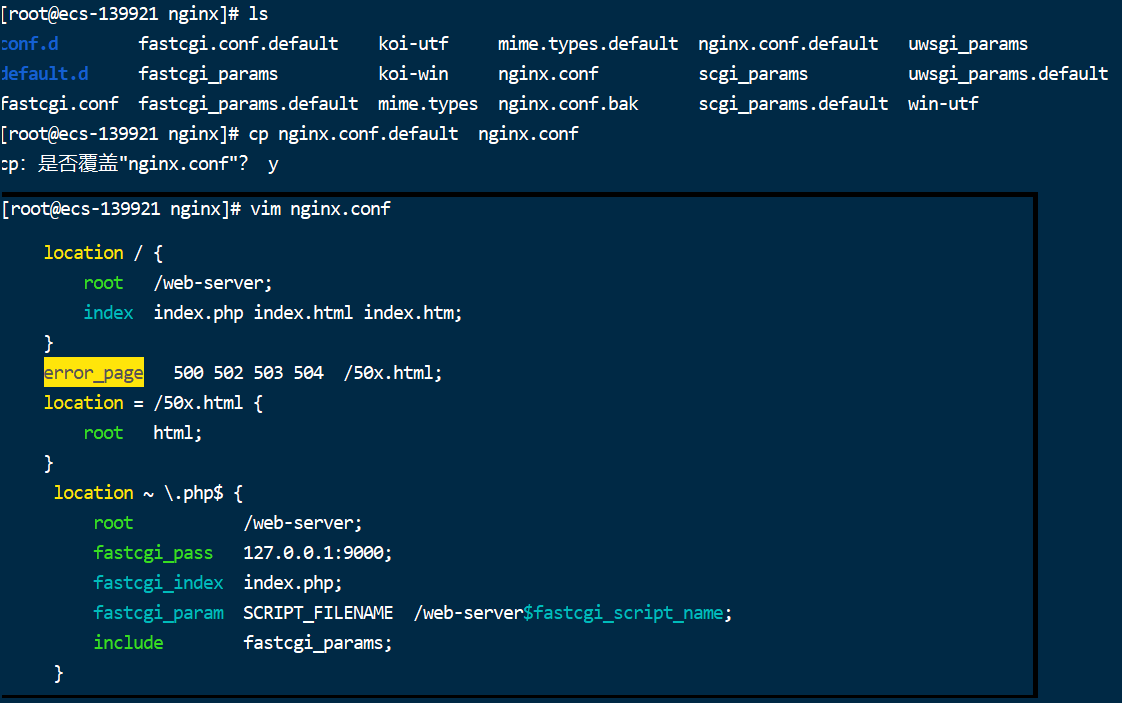 [root@ecs-139921 nginx]# ls
conf.d fastcgi.conf.default koi-utf mime.types.default nginx.conf.default uwsgi_params
default.d fastcgi_params koi-win nginx.conf scgi_params uwsgi_params.default
fastcgi.conf fastcgi_params.default mime.types nginx.conf.bak scgi_params.default win-utf
[root@ecs-139921 nginx]# cp nginx.conf.default  nginx.conf
cp：是否覆盖"nginx.conf"？ y
[root@ecs-139921 nginx]# vim nginx.conf
location / {
root   /web-server;
index  index.php index.html index.htm;
}
error_page   500 502 503 504  /50x.html;
location = /50x.html {
root   html;
}
location ~ \.php$ {
root           /web-server;
fastcgi_pass   127.0.0.1:9000;
fastcgi_index  index.php;
fastcgi_param  SCRIPT_FILENAME  /web-server$fastcgi_script_name;
include        fastcgi_params;
}